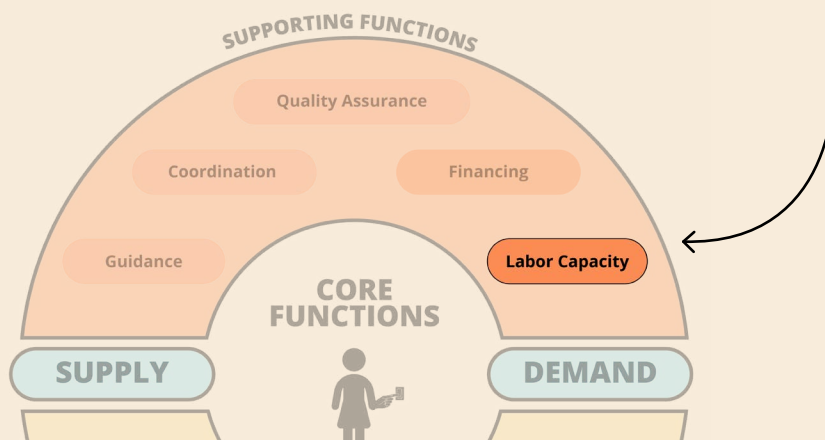 SUPPORTING FUNCTIONS
Quality Assurance
Coordination
Financing
Guidance
Labor Capacity
CORE
FUNCTIONS
SUPPLY
DEMAND